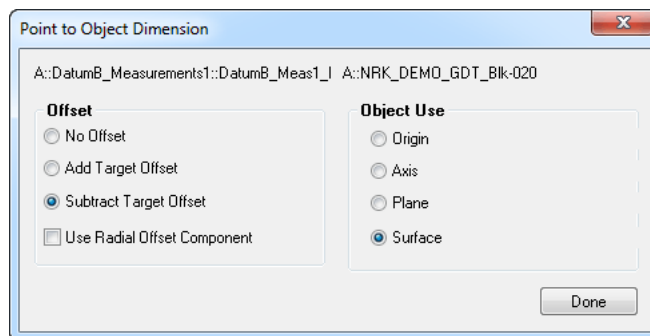 Point to Object Dimension
A::DatumB_Measurements1::DatumB_Meas1_I A::NRK_DEMO_GDT_Blk-020
Offset
No Offset
Add Target Offset
Subtract Target Offset
Use Radial Offset Component
Object Use
Origin
Axis
Plane
Surface
Done